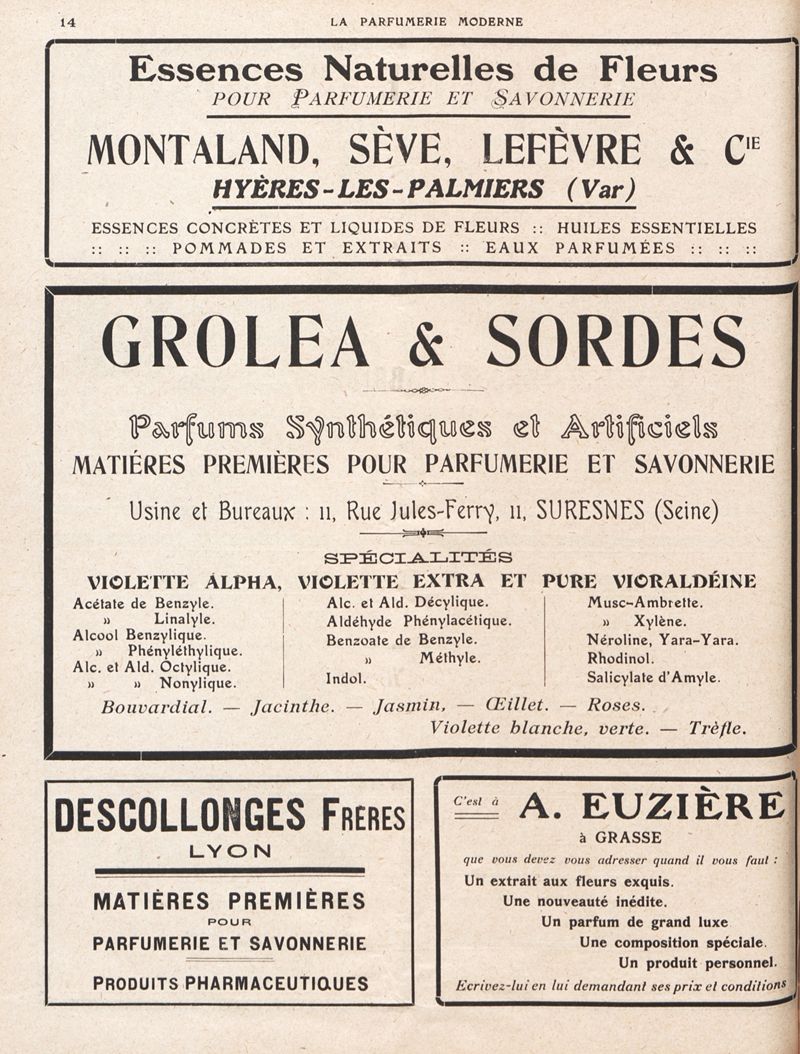 14
LA PARFUMERIE MODERNE
Essences Naturelles de Fleurs
POUR PARFUMERIE ET SAVONNERIE
MONTALAND, SÈVE, LEFÈVRE & CIE
HYÈRES-LES-PALMIERS (Var)
ESSENCES CONCRÈTES ET LIQUIDES DE FLEURS :: HUILES ESSENTIELLES
:: :: :: POMMADES ET EXTRAITS :: EAUX PARFUMÉES :: :: ::
GROLEA & SORDES
Parfums Synthétiques et Artificiels
MATIÉRES PREMIÈRES POUR PARFUMERIE ET SAVONNERIE
Usine et Bureaux : 11, Rue Jules-Ferry, 11, SURESNES (Seine)
SPÉCIALITÉS
VIOLETTE ALPHA, VIOLETTE EXTRA ET PURE VIORALDÉINE
Acétate de Benzyle.
» Linalyle.
Alcool Benzylique.
» Phényléthylique.
Alc. et Ald. Octylique.
» » Nonylique.
Alc. et Ald. Décylique.
Aldéhyde Phénylacétique.
Benzoate de Benzyle.
» Méthyle.
Indol.
Musc-Ambrette.
» Xylène.
Néroline, Yara-Yara.
Rhodinol.
Salicylate d'Amyle.
Bouvardial. — Jacinthe. — Jasmin, — Œillet. — Roses.
Violette blanche, verte. — Trèfle.
DESCOLLONGES FRÈRES
LYON
MATIÈRES PREMIÈRES
POUR
PARFUMERIE ET SAVONNERIE
PRODUITS PHARMACEUTIQUES
C'est à A. EUZIÈRE
à GRASSE
que vous devez vous adresser quand il vous faut :
Un extrait aux fleurs exquis.
Une nouveauté inédite.
Un parfum de grand luxe
Une composition spéciale.
Un produit personnel.
Ecrivez-lui en lui demandant ses prix et conditions